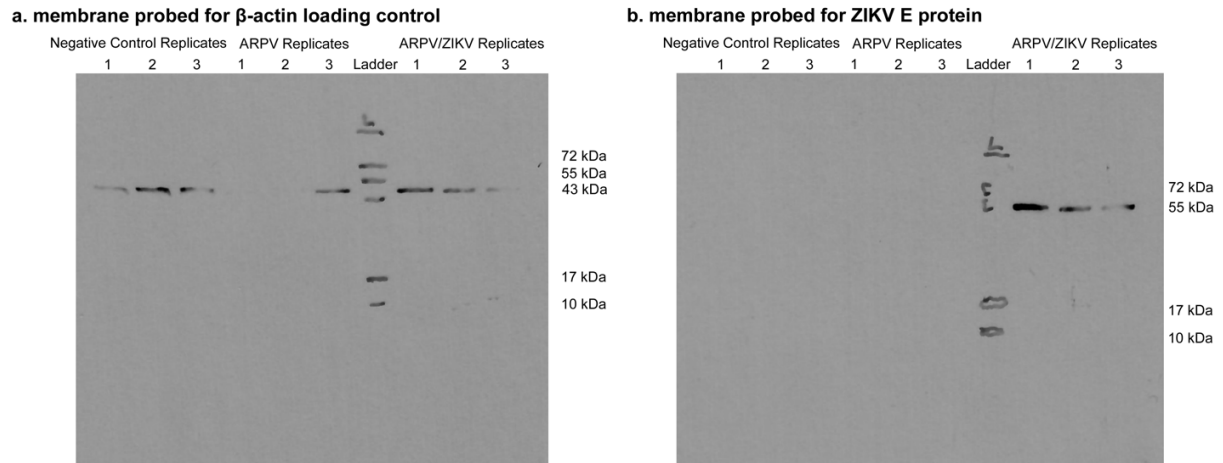 a. membrane probed for β-actin loading control
Negative Control Replicates ARPV Replicates ARPV/ZIKV Replicates
1 2 3 1 2 3 Ladder 1 2 3
72 kDa
55 kDa
43 kDa
17 kDa
10 kDa
b. membrane probed for ZIKV E protein
Negative Control Replicates ARPV Replicates ARPV/ZIKV Replicates
1 2 3 1 2 3 Ladder 1 2 3
72 kDa
55 kDa
17 kDa
10 kDa